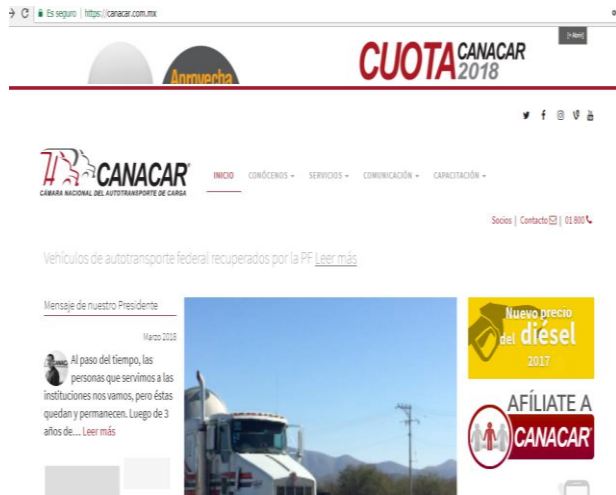 Es seguro | https://canacar.com.mx
[+ Abrir]
Aprovecha
CUOTA CANACAR 2018
CANACAR
CÁMARA NACIONAL DEL AUTOTRANSPORTE DE CARGA
INICIO CONÓCENOS SERVICIOS COMUNICACIÓN CAPACITACIÓN
Socios | Contacto | 01 800
Vehículos de autotransporte federal recuperados por la PF Leer más
Mensaje de nuestro Presidente
Marzo 2018
Al paso del tiempo, las
personas que servimos a las
instituciones nos vamos, pero éstas
quedan y permanecen. Luego de 3
años de... Leer más
Nuevo precio
del diésel
2017
AFÍLIATE A
CANACAR